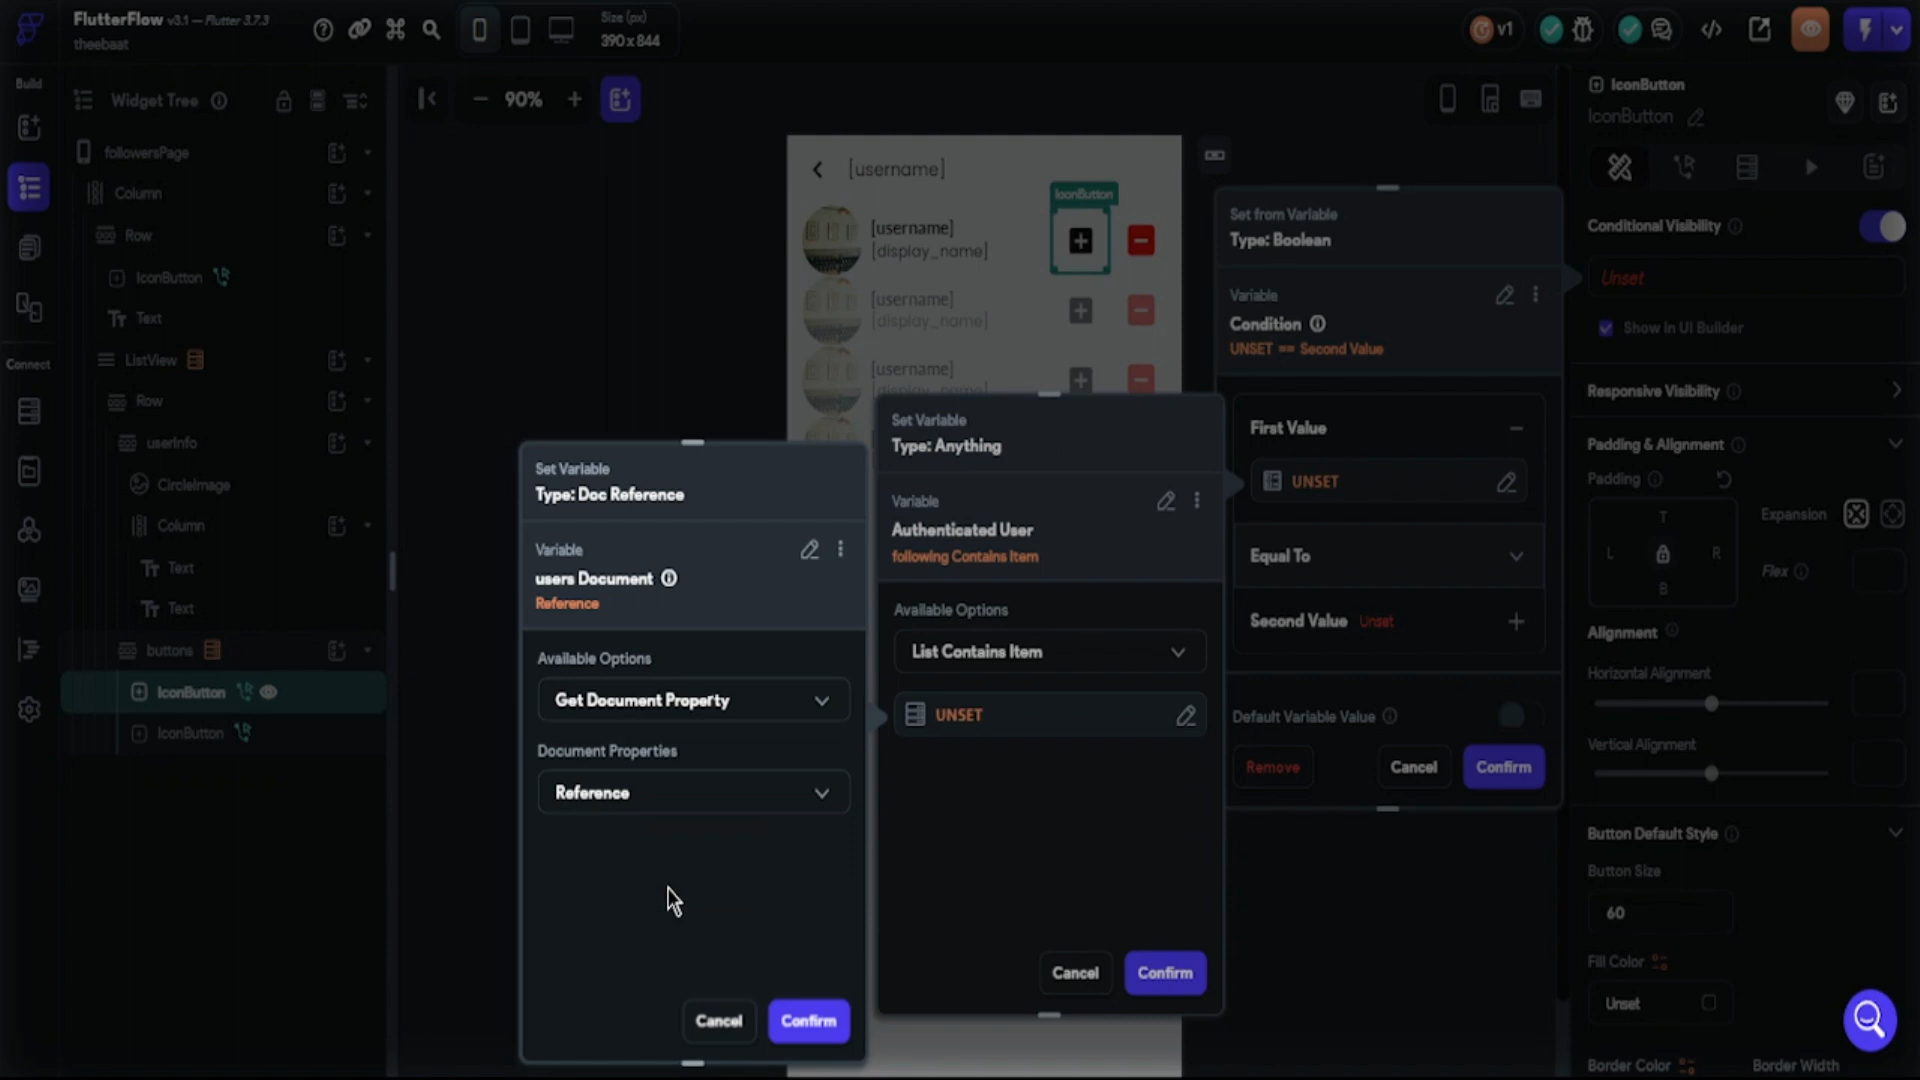 FlutterFlow v3.1 — Flutter 3.7.3
theebaat
Size (px)
390 x 844
v1
Build
Connect
Widget Tree
followersPage
Column
Row
IconButton
Text
ListView
Row
userInfo
CircleImage
Column
Text
Text
buttons
IconButton
IconButton
90%
[username]
IconButton
[username]
[display_name]
[username]
[display_name]
[username]
[display_name]
Set Variable
Type: Doc Reference
Variable
users Document
Reference
Available Options
Get Document Property
Document Properties
Reference
Cancel
Confirm
Set Variable
Type: Anything
Variable
Authenticated User
following Contains Item
Available Options
List Contains Item
UNSET
Cancel
Confirm
Set from Variable
Type: Boolean
Variable
Condition
UNSET == Second Value
First Value
UNSET
Equal To
Second Value Unset
Default Variable Value
Remove
Cancel
Confirm
IconButton
IconButton
Conditional Visibility
Unset
Show in UI Builder
Responsive Visibility
Padding & Alignment
Padding
T
L
R
B
Expansion
Flex
Alignment
Horizontal Alignment
Vertical Alignment
Button Default Style
Button Size
60
Fill Color
Unset
Border Color
Border Width